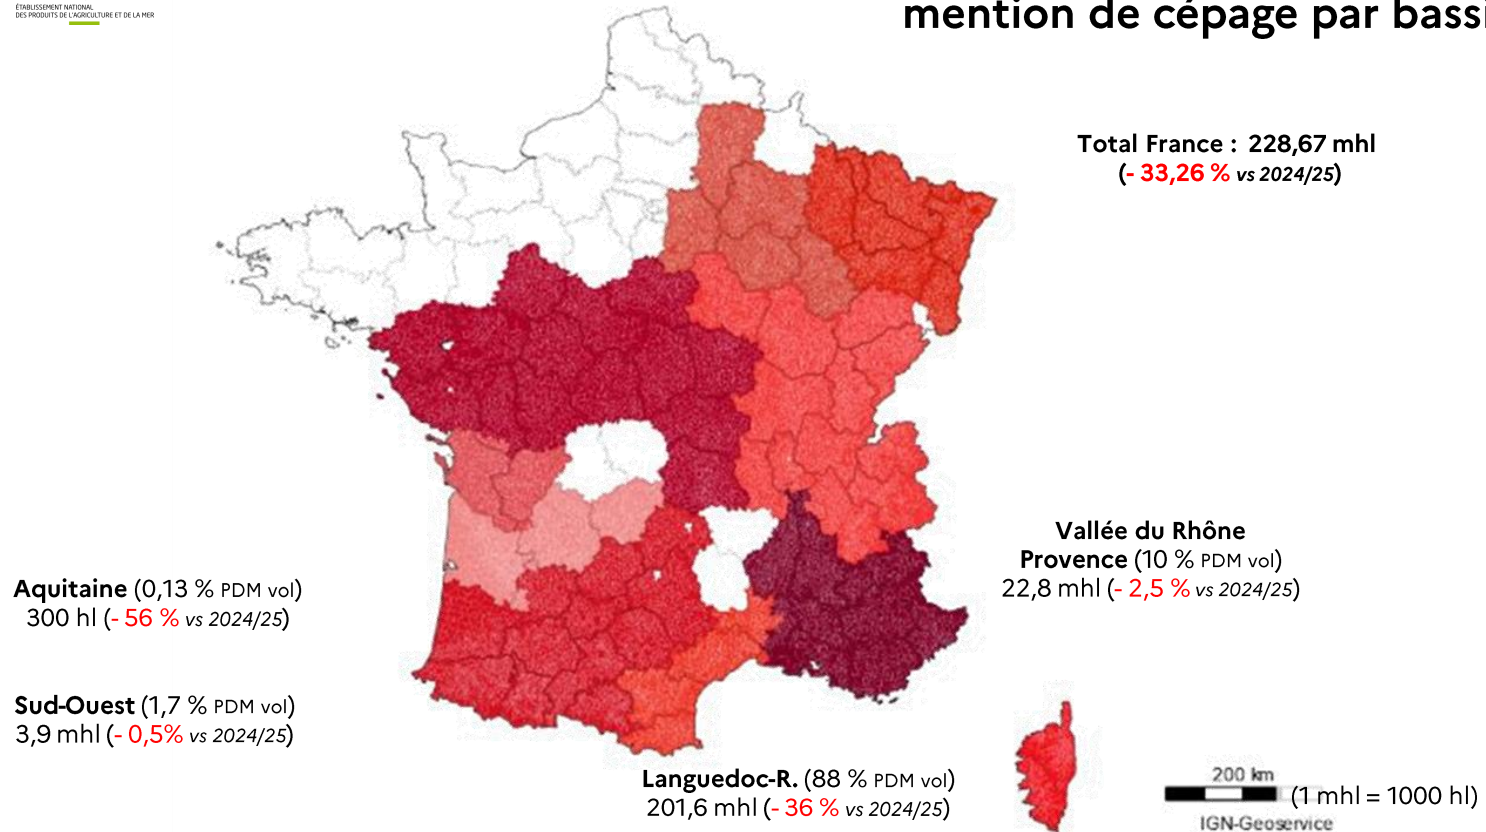 ÉTABLISSEMENT NATIONAL
DES PRODUITS DE L'AGRICULTURE ET DE LA MER
mention de cépage par bassi
Total France : 228,67 mhl
(- 33,26 % vs 2024/25)
Vallée du Rhône
Provence (10 % PDM vol)
22,8 mhl (- 2,5 % vs 2024/25)
Aquitaine (0,13 % PDM vol)
300 hl (- 56 % vs 2024/25)
Sud-Ouest (1,7 % PDM vol)
3,9 mhl (- 0,5% vs 2024/25)
Languedoc-R. (88 % PDM vol)
201,6 mhl (- 36 % vs 2024/25)
200 km
(1 mhl = 1000 hl)
IGN-Geoservice